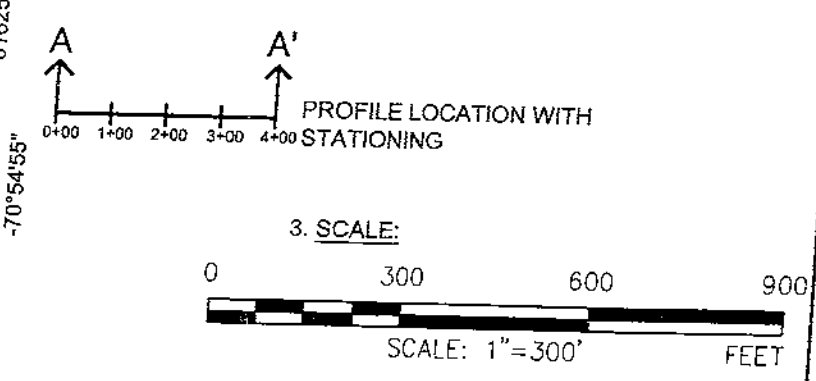 A A'
PROFILE LOCATION WITH
0+00 1+00 2+00 3+00 4+00 STATIONING
-70°54'55"
3. SCALE:
0 300 600 900
SCALE: 1"=300' FEET